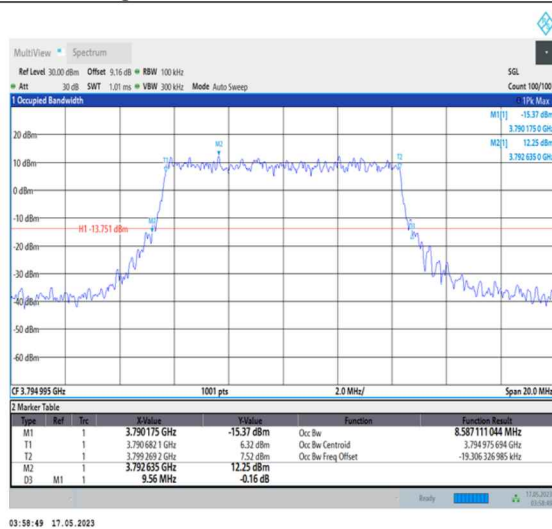 MultiView Spectrum
Ref Level 30.00 dBm Offset 9.16 dB RBW 100 kHz SGL
Att 30 dB SWT 1.01 ms VBW 300 kHz Mode Auto Sweep Count 100/100
1 Occupied Bandwidth 1Pk Max
M1[1] -15.37 dBm
3.790 175 0 GHz
M2[1] 12.25 dBm
3.792 635 0 GHz
20 dBm
M2
T1 T2
10 dBm
0 dBm
-10 dBm
H1 -13.751 dBm
-20 dBm
-30 dBm
-40 dBm
-50 dBm
-60 dBm
CF 3.794 995 GHz 1001 pts 2.0 MHz/ Span 20.0 MHz
2 Marker Table
Type Ref Trc X-Value Y-Value Function Function Result
M1 1 3.790 175 GHz -15.37 dBm Occ Bw 8.587 111 044 MHz
T1 1 3.790 682 1 GHz 6.32 dBm Occ Bw Centroid 3.794 975 694 GHz
T2 1 3.799 269 2 GHz 7.52 dBm Occ Bw Freq Offset -19.306 326 985 kHz
M2 1 3.792 635 GHz 12.25 dBm
D3 M1 1 9.56 MHz -0.16 dB
Ready 17.05.2023
03:58:49
03:58:49 17.05.2023